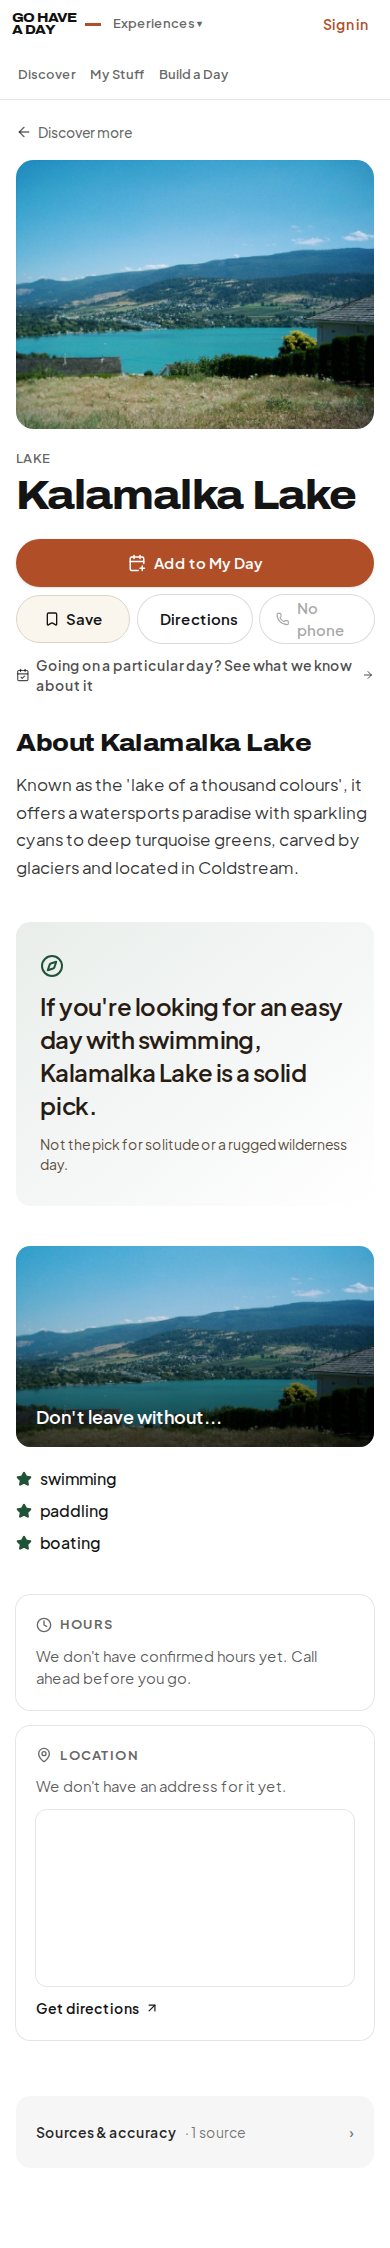 GO HAVE
A DAY
Experiences ▾
Sign in
Discover
My Stuff
Build a Day
← Discover more
LAKE
Kalamalka Lake
Add to My Day
Save
Directions
No
phone
Going on a particular day? See what we know
about it →
About Kalamalka Lake
Known as the 'lake of a thousand colours', it
offers a watersports paradise with sparkling
cyans to deep turquoise greens, carved by
glaciers and located in Coldstream.
If you're looking for an easy
day with swimming,
Kalamalka Lake is a solid
pick.
Not the pick for solitude or a rugged wilderness
day.
Don't leave without...
swimming
paddling
boating
HOURS
We don't have confirmed hours yet. Call
ahead before you go.
LOCATION
We don't have an address for it yet.
Get directions ↗
Sources & accuracy · 1 source ›